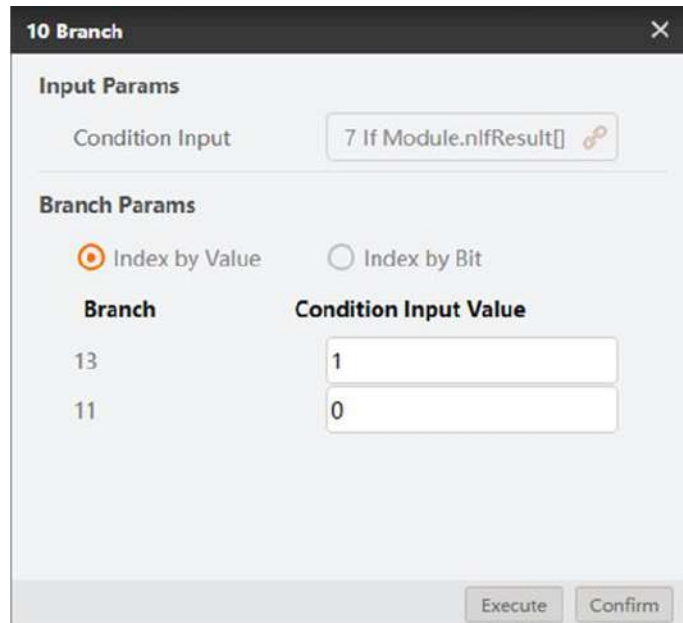 10 Branch
Input Params
Condition Input 7 If Module.nIfResult[]
Branch Params
Index by Value Index by Bit
Branch Condition Input Value
13 1
11 0
Execute Confirm